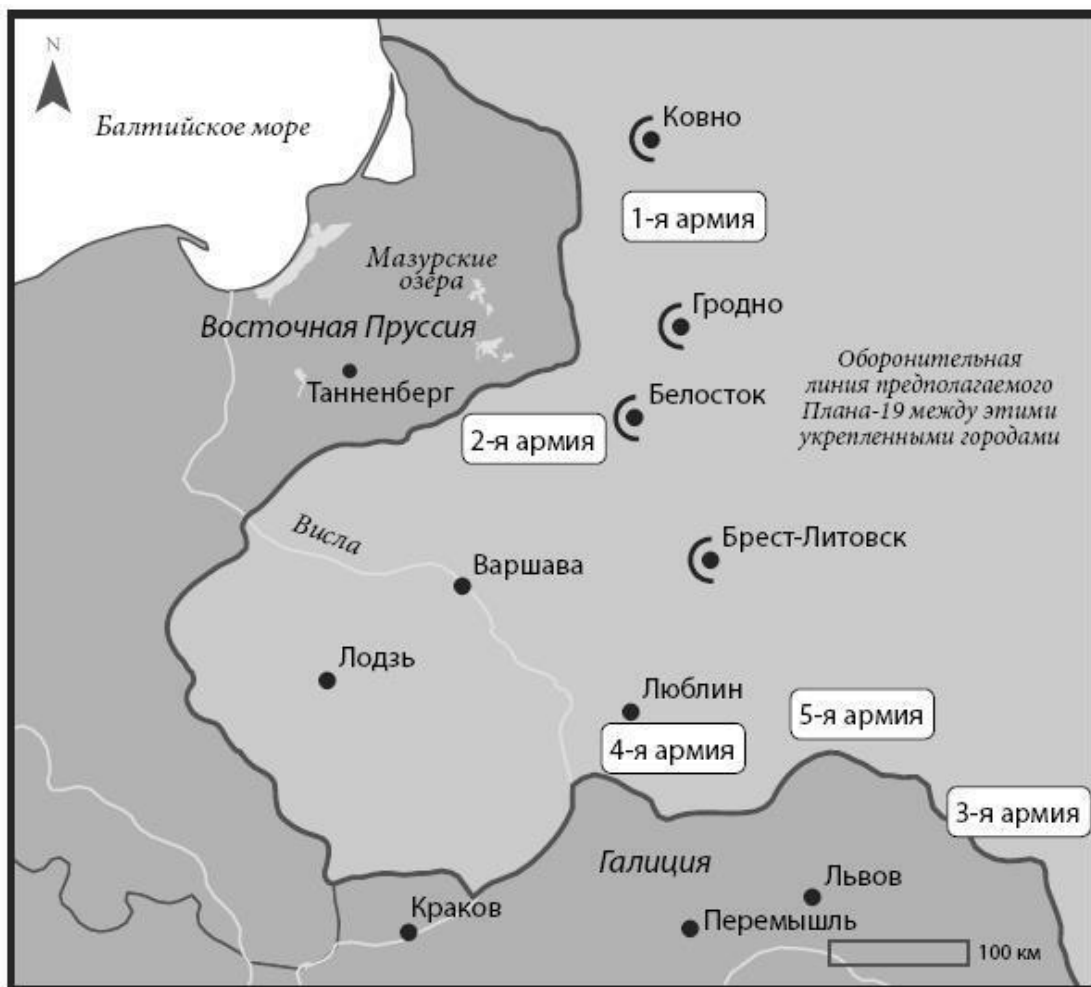 N
Балтийское море
Ковно
1-я армия
Мазурские
озера
Гродно
Восточная Пруссия
Оборонительная
линия предполагаемого
Плана-19 между этими
укрепленными городами
Танненберг
Белосток
2-я армия
Висла
Брест-Литовск
Варшава
Лодзь
Люблин
5-я армия
4-я армия
3-я армия
Галиция
Львов
Краков
Перемышль
100 км